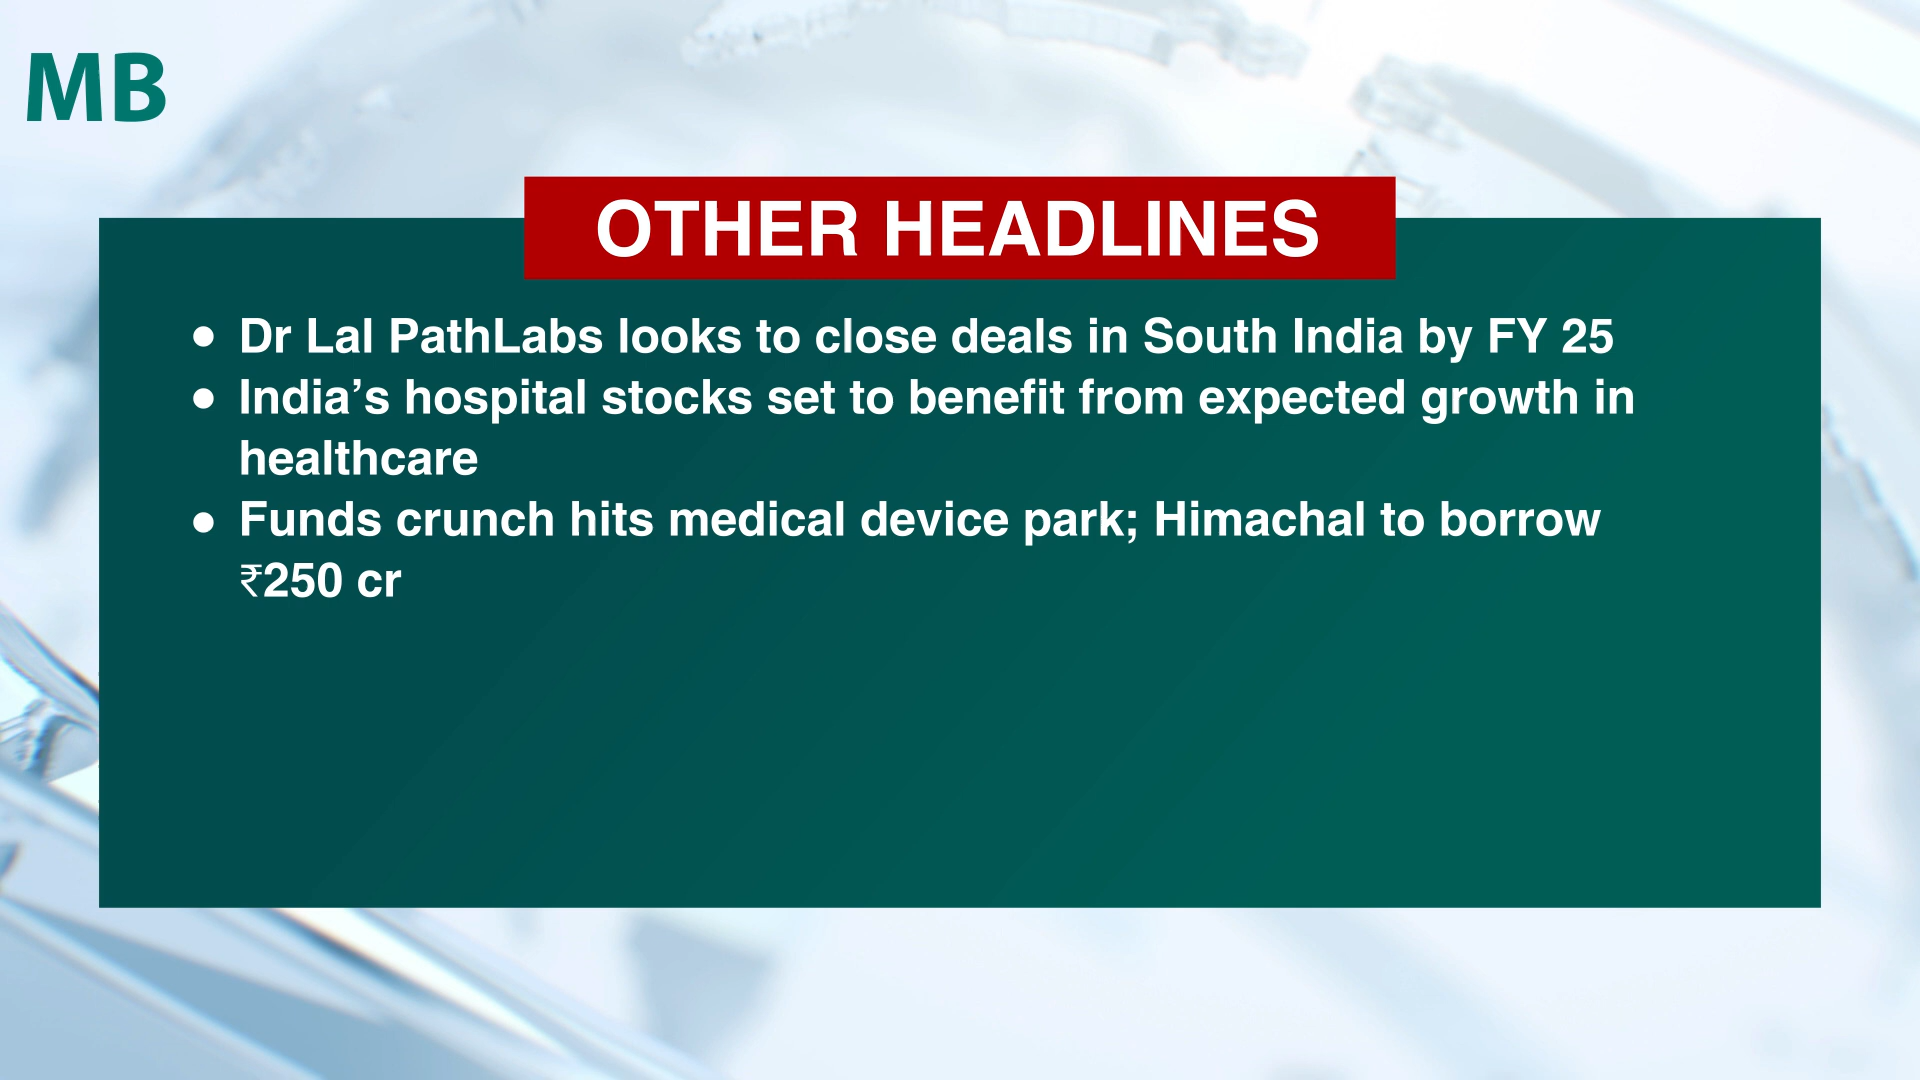 MB
OTHER HEADLINES
● Dr Lal PathLabs looks to close deals in South India by FY 25
● India’s hospital stocks set to benefit from expected growth in
healthcare
● Funds crunch hits medical device park; Himachal to borrow
₹250 cr